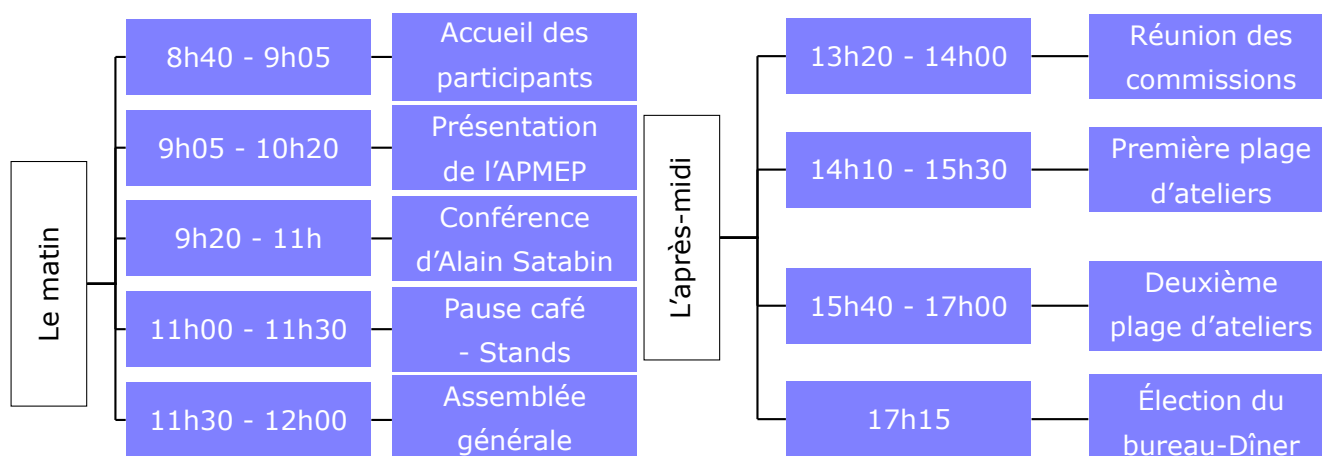 Le matin
8h40 - 9h05
Accueil des
participants
9h05 - 10h20
Présentation
de l’APMEP
9h20 - 11h
Conférence
d’Alain Satabin
11h00 - 11h30
Pause café
- Stands
11h30 - 12h00
Assemblée
générale
L’après-midi
13h20 - 14h00
Réunion des
commissions
14h10 - 15h30
Première plage
d’ateliers
15h40 - 17h00
Deuxième
plage d’ateliers
17h15
Élection du
bureau-Dîner